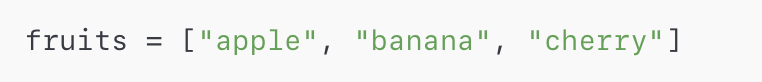 fruits = ["apple", "banana", "cherry"]